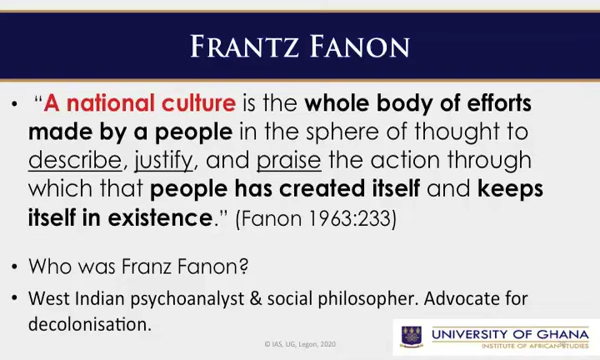 FRANTZ FANON
• “A national culture is the whole body of efforts
made by a people in the sphere of thought to
describe, justify, and praise the action through
which that people has created itself and keeps
itself in existence.” (Fanon 1963:233)
• Who was Franz Fanon?
• West Indian psychoanalyst & social philosopher. Advocate for
decolonisation.
© IAS, UG, Legon, 2020
UNIVERSITY OF GHANA
INSTITUTE OF AFRICAN STUDIES